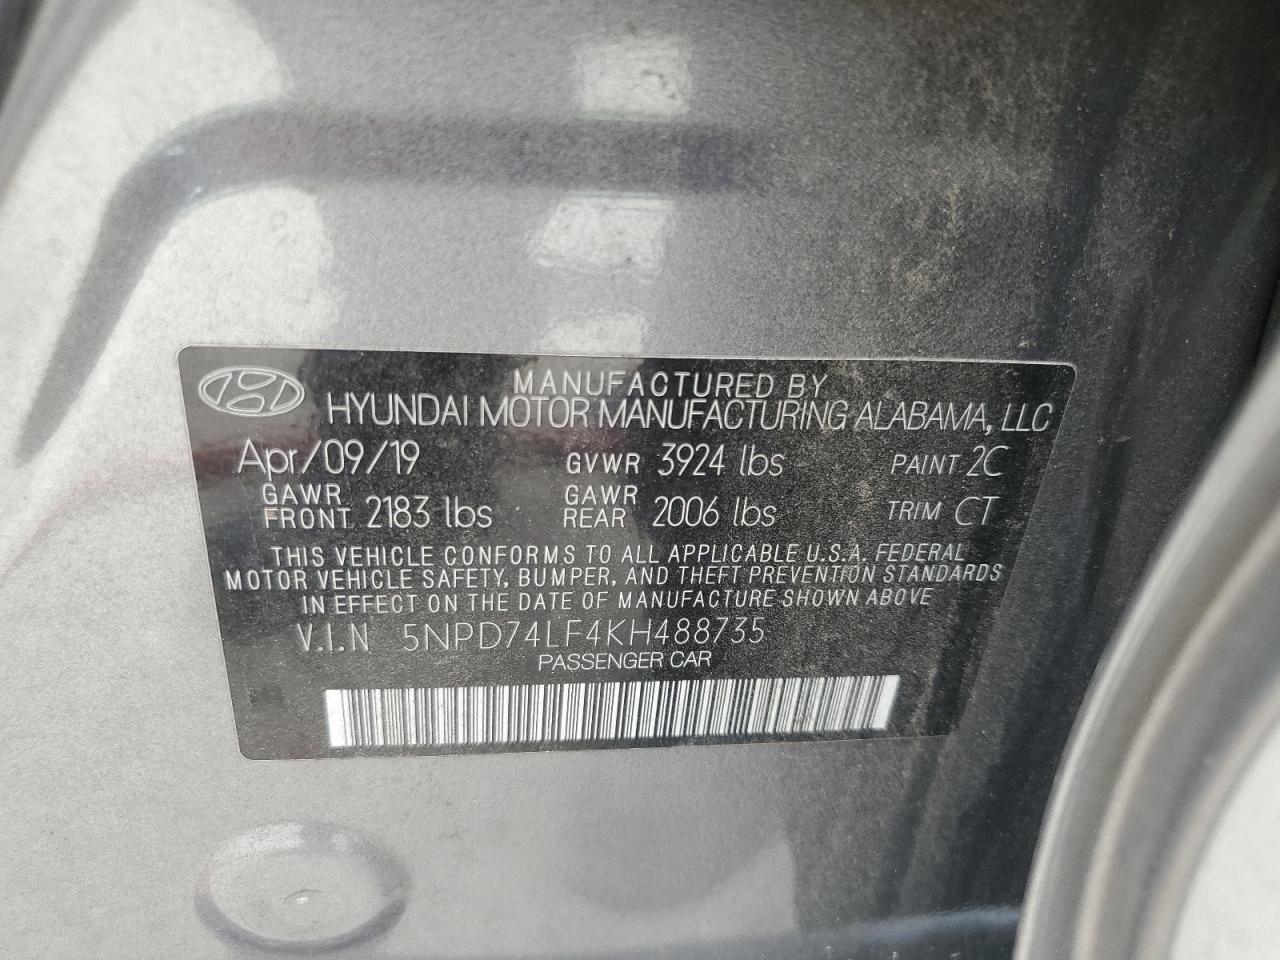 MANUFACTURED BY
HYUNDAI MOTOR MANUFACTURING ALABAMA, LLC
Apr/09/19 GVWR 3924 lbs PAINT 2C
GAWR FRONT 2183 lbs GAWR REAR 2006 lbs TRIM CT
THIS VEHICLE CONFORMS TO ALL APPLICABLE U.S.A. FEDERAL
MOTOR VEHICLE SAFETY, BUMPER, AND THEFT PREVENTION STANDARDS
IN EFFECT ON THE DATE OF MANUFACTURE SHOWN ABOVE
V.I.N 5NPD74LF4KH488735
PASSENGER CAR